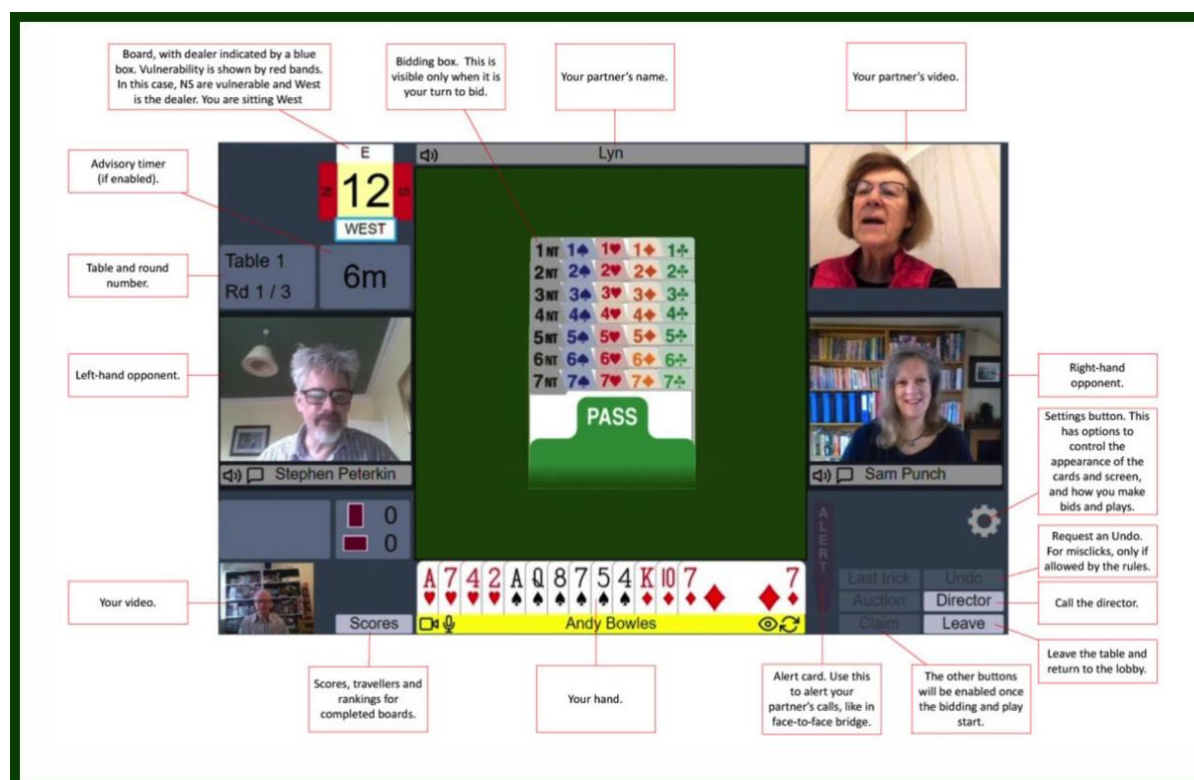 Board, with dealer indicated by a blue
box. Vulnerability is shown by red bands.
In this case, NS are vulnerable and West
is the dealer. You are sitting West
Bidding box. This is
visible only when it is
your turn to bid.
Your partner's name.
Your partner's video.
Advisory timer
(if enabled).
Table and round
number.
Left-hand opponent.
E
N
12
S
WEST
Table 1
Rd 1 / 3
6m
Lyn
1NT 1♠ 1♥ 1♦ 1♣
2NT 2♠ 2♥ 2♦ 2♣
3NT 3♠ 3♥ 3♦ 3♣
4NT 4♠ 4♥ 4♦ 4♣
5NT 5♠ 5♥ 5♦ 5♣
6NT 6♠ 6♥ 6♦ 6♣
7NT 7♠ 7♥ 7♦ 7♣
PASS
Stephen Peterkin
Sam Punch
Right-hand
opponent.
Settings button. This
has options to
control the
appearance of the
cards and screen,
and how you make
bids and plays.
0
0
ALERT
A 7 4 2 A Q 8 7 5 4 K 10 7 7
♥ ♥ ♥ ♥ ♠ ♠ ♠ ♠ ♠ ♠ ♦ ♦ ♦ ♦
Last trick Undo
Auction Director
Claim Leave
Scores
Andy Bowles
Request an Undo.
For misclicks, only if
allowed by the rules.
Call the director.
Leave the table and
return to the lobby.
Your video.
Scores, travellers and
rankings for
completed boards.
Your hand.
Alert card. Use this
to alert your
partner's calls, like in
face-to-face bridge.
The other buttons
will be enabled once
the bidding and play
start.